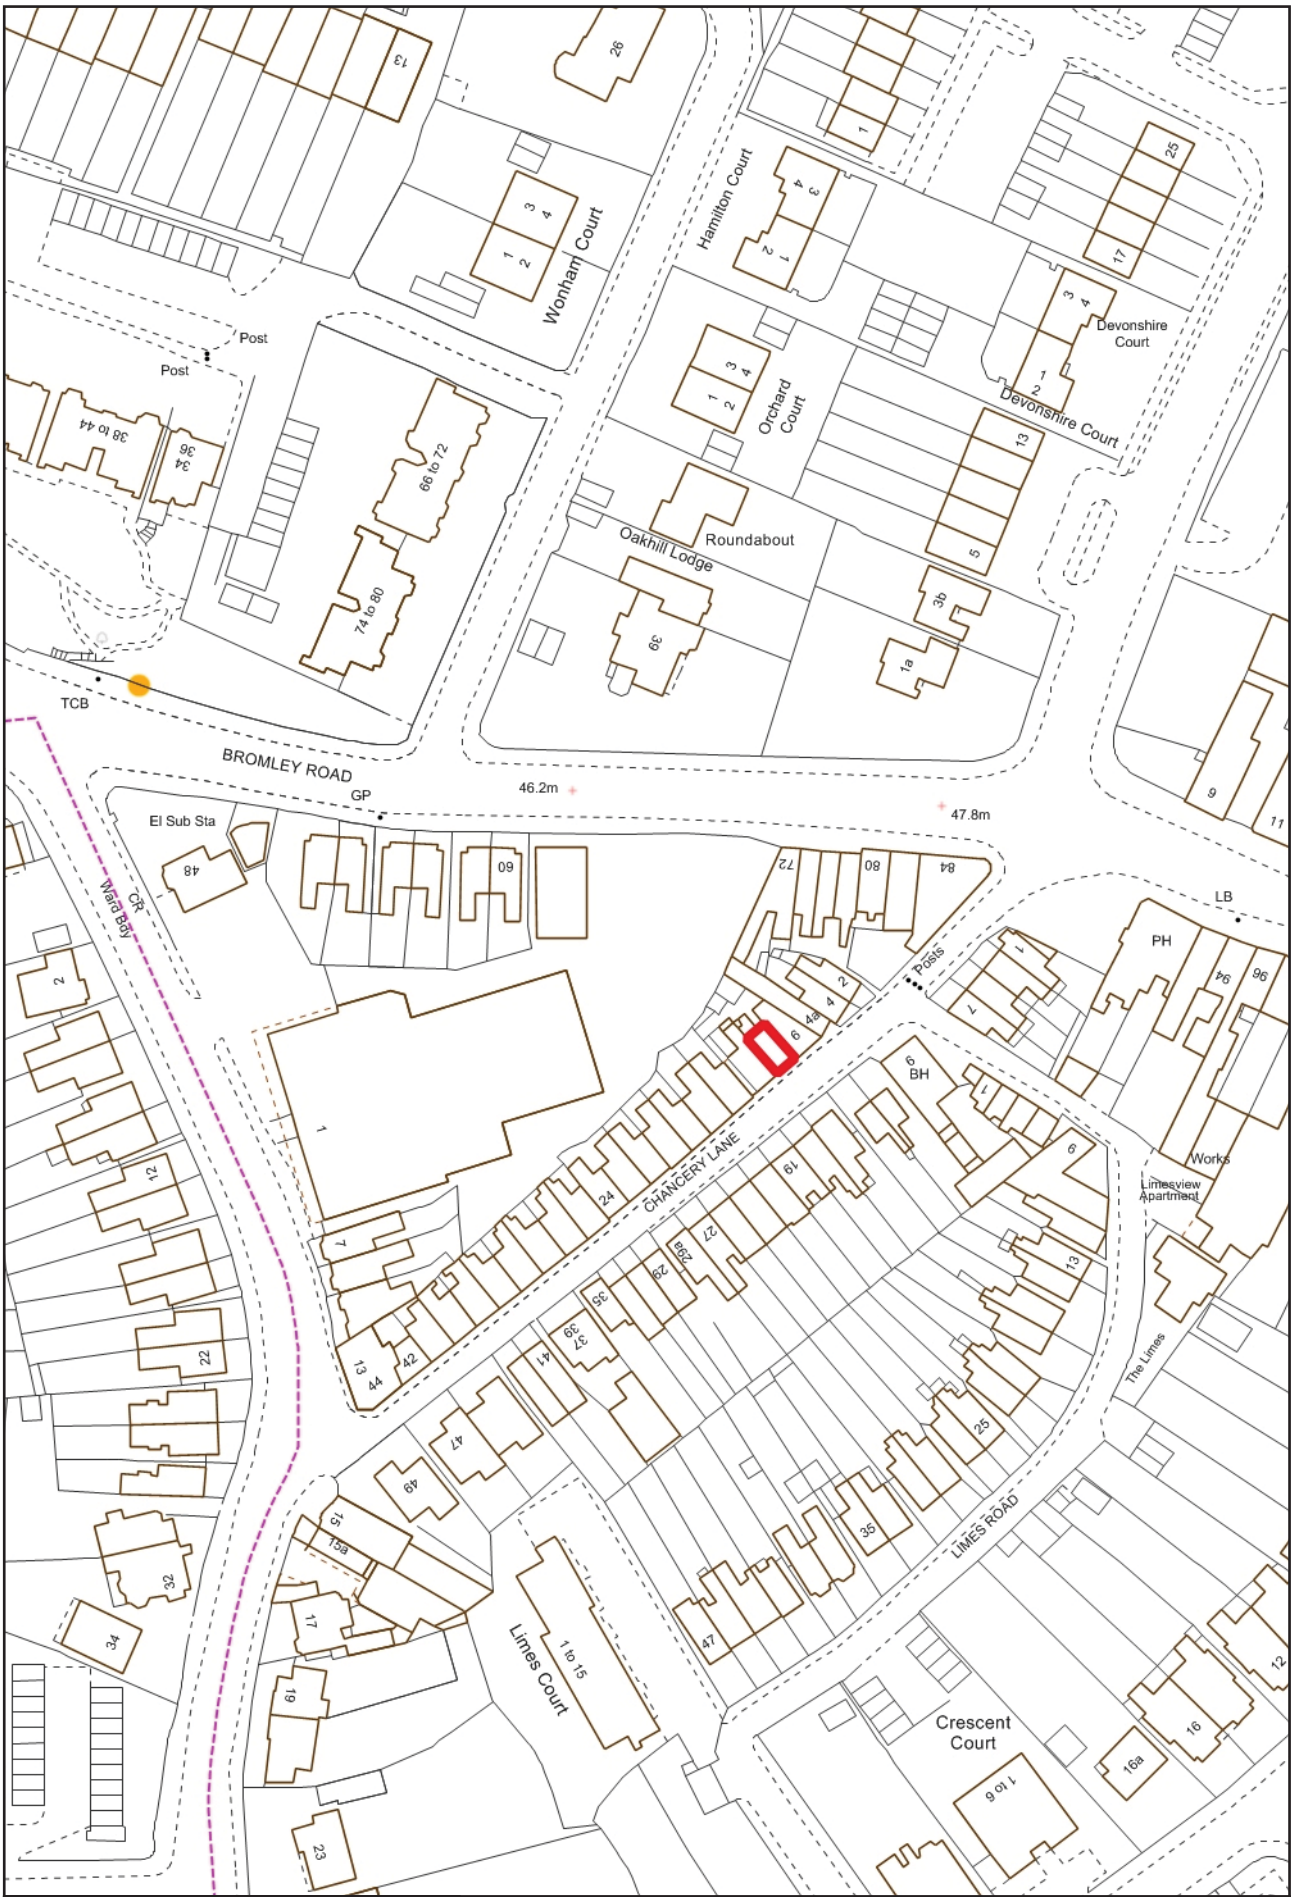 13
26
1
25
Hamilton Court
3
4
3
4
1
2
1
2
17
Wonham Court
3
4
Devonshire
Court
1
2
Post
Post
3
4
1
2
Orchard
Court
Devonshire Court
13
38 to 44
36
34
66 to 72
Oakhill Lodge
Roundabout
5
74 to 80
39
3b
1a
TCB
BROMLEY ROAD
GP
46.2m
47.8m
9
11
El Sub Sta
48
60
72
80
84
LB
CR
Ward Bdy
PH
94
96
Posts
1
7
2
4
4a
6
2
9
BH
1
1
CHANCERY LANE
24
19
9
Works
Limesview
Apartment
12
7
27
29a
29
35
13
22
13
44
42
39
37
41
The Limes
47
25
49
35
LIMES ROAD
15
15a
32
17
34
47
Limes Court
1 to 15
12
19
Crescent
Court
16
16a
1 to 6
23